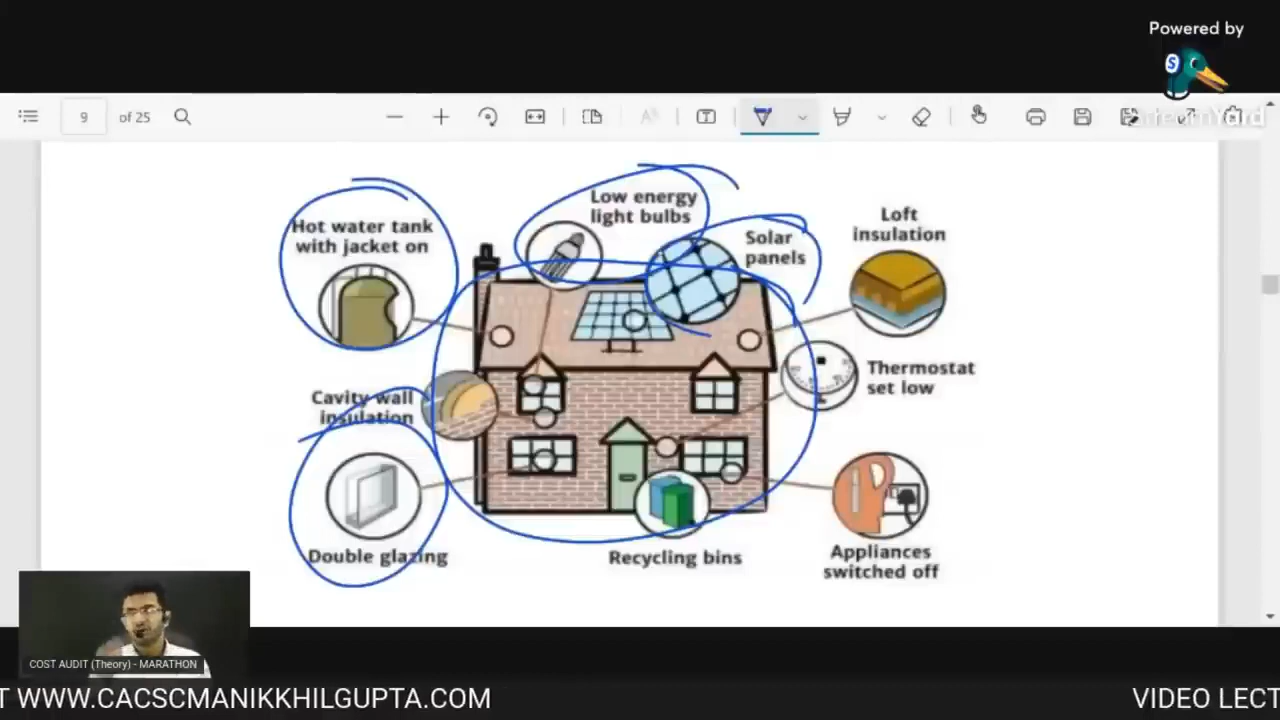 Powered by
S
StreamYard
9 of 25
Low energy
light bulbs
Hot water tank
with jacket on
Solar
panels
Loft
insulation
Thermostat
set low
Cavity wall
insulation
Double glazing
Recycling bins
Appliances
switched off
COST AUDIT (Theory) - MARATHON
T WWW.CACSCMANIKKHILGUPTA.COM
VIDEO LECT